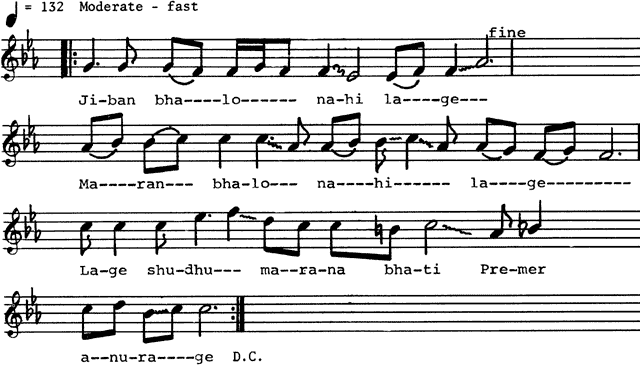 = 132 Moderate - fast
fine
Ji-ban bha----lo------ na-hi la----ge---
Ma----ran--- bha-lo--- na---hi------ la----ge----------
La-ge shu-dhu--- ma--ra-na bha-ti Pre-mer
a--nu-ra----ge D.C.